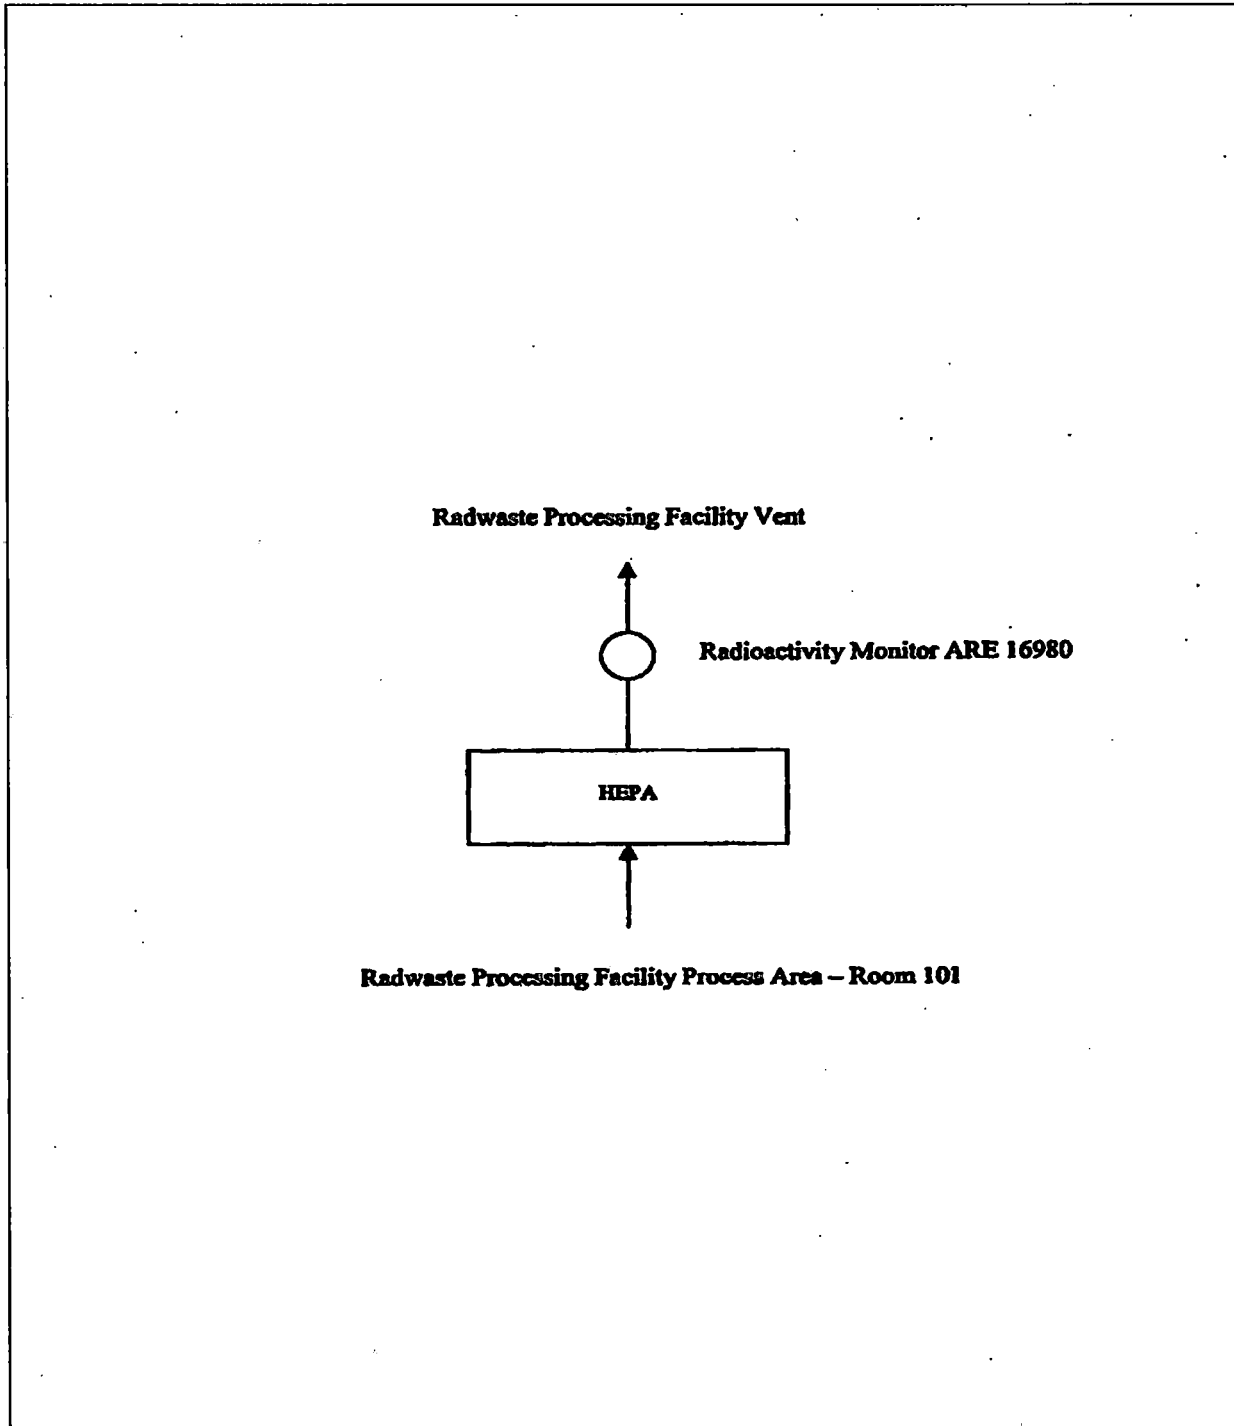 Radwaste Processing Facility Vent
Radioactivity Monitor ARE 16980
HEPA
Radwaste Processing Facility Process Area – Room 101